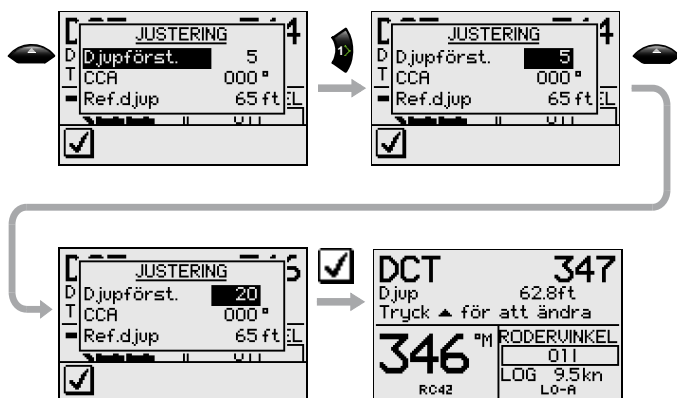 JUSTERING
Djupförst. 5
CCA 000°
Ref.djup 65 ft
1
JUSTERING
Djupförst. 5
CCA 000°
Ref.djup 65 ft
JUSTERING
Djupförst. 20
CCA 000°
Ref.djup 65 ft
DCT 347
Djup 62.8ft
Tryck ▲ för att ändra
346 °M
RC42
RODERVINKEL
011
LOG 9.5kn
LO-A